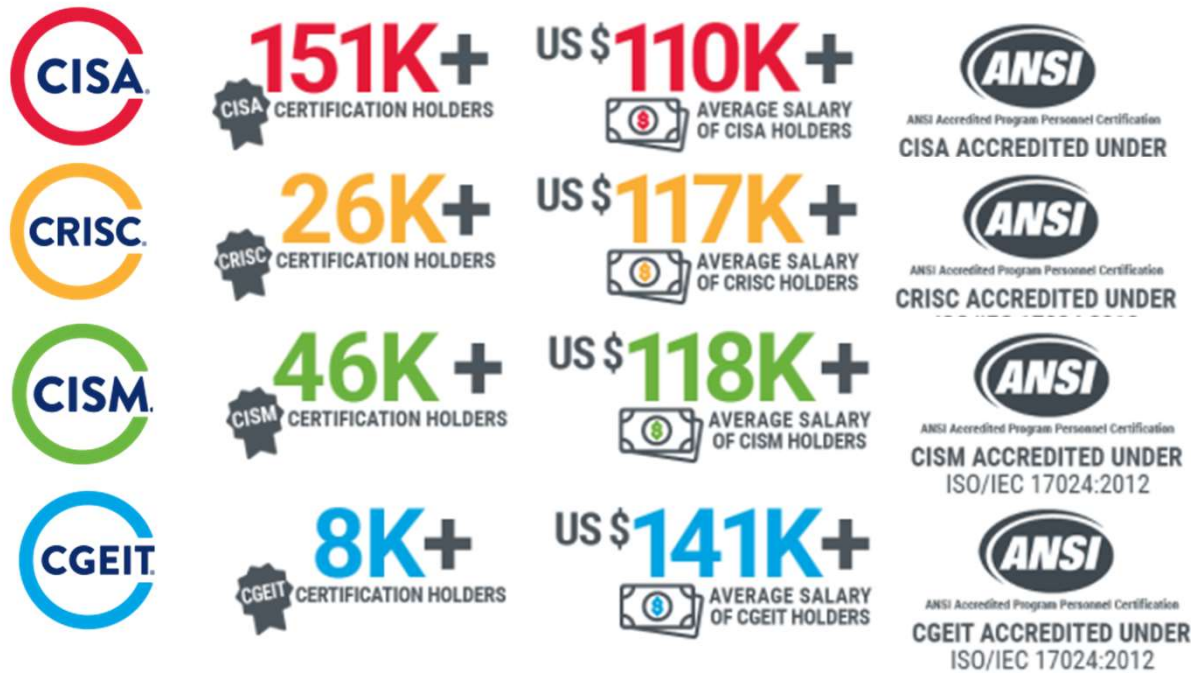 CISA®
151K+
CISA
CERTIFICATION HOLDERS
US $110K+
$
AVERAGE SALARY
OF CISA HOLDERS
ANSI
ANSI Accredited Program Personnel Certification
CISA ACCREDITED UNDER
CRISC®
26K+
CRISC
CERTIFICATION HOLDERS
US $117K+
$
AVERAGE SALARY
OF CRISC HOLDERS
ANSI
ANSI Accredited Program Personnel Certification
CRISC ACCREDITED UNDER
CISM.
46K+
CISM
CERTIFICATION HOLDERS
US $118K+
$
AVERAGE SALARY
OF CISM HOLDERS
ANSI
ANSI Accredited Program Personnel Certification
CISM ACCREDITED UNDER
ISO/IEC 17024:2012
CGEIT®
8K+
CGEIT
CERTIFICATION HOLDERS
US $141K+
$
AVERAGE SALARY
OF CGEIT HOLDERS
ANSI
ANSI Accredited Program Personnel Certification
CGEIT ACCREDITED UNDER
ISO/IEC 17024:2012